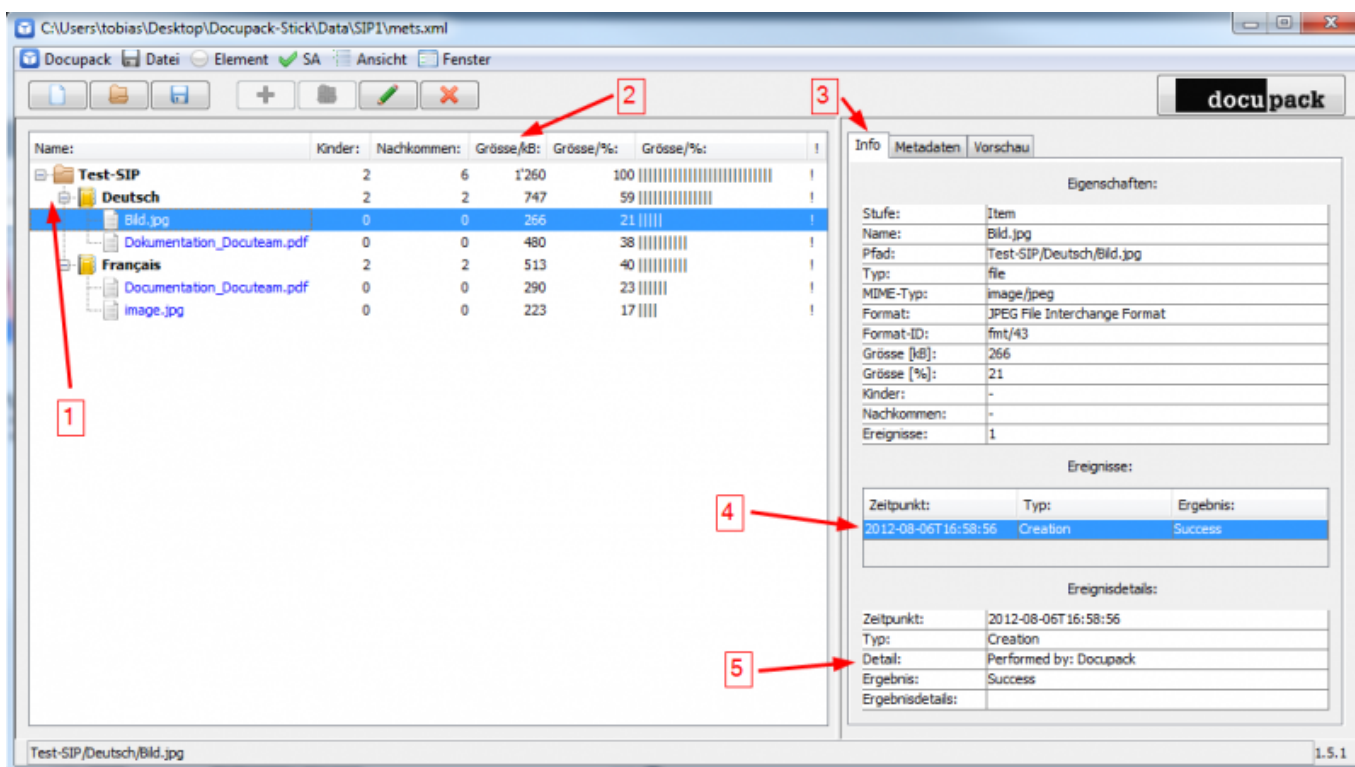 C:\Users\tobias\Desktop\Docupack-Stick\Data\SIP1\mets.xml
Docupack Datei Element SA Ansicht Fenster
2
3
docupack
Name: Kinder: Nachkommen: Grösse/kB: Grösse/%: Grösse/%: !
Test-SIP 2 6 1'260 100 |||||||||||||||||||||||||| !
Deutsch 2 2 747 59 ||||||||||||||| !
Bild.jpg 0 0 266 21 ||||| !
Dokumentation_Docuteam.pdf 0 0 480 38 |||||||||| !
Français 2 2 513 40 |||||||||| !
Documentation_Docuteam.pdf 0 0 290 23 |||||| !
image.jpg 0 0 223 17 |||| !
1
Info Metadaten Vorschau
Eigenschaften:
Stufe: Item
Name: Bild.jpg
Pfad: Test-SIP/Deutsch/Bild.jpg
Typ: file
MIME-Typ: image/jpeg
Format: JPEG File Interchange Format
Format-ID: fmt/43
Grösse [kB]: 266
Grösse [%]: 21
Kinder: -
Nachkommen: -
Ereignisse: 1
Ereignisse:
4
Zeitpunkt: Typ: Ergebnis:
2012-08-06T16:58:56 Creation Success
Ereignisdetails:
Zeitpunkt: 2012-08-06T16:58:56
Typ: Creation
5
Detail: Performed by: Docupack
Ergebnis: Success
Ergebnisdetails:
Test-SIP/Deutsch/Bild.jpg 1.5.1